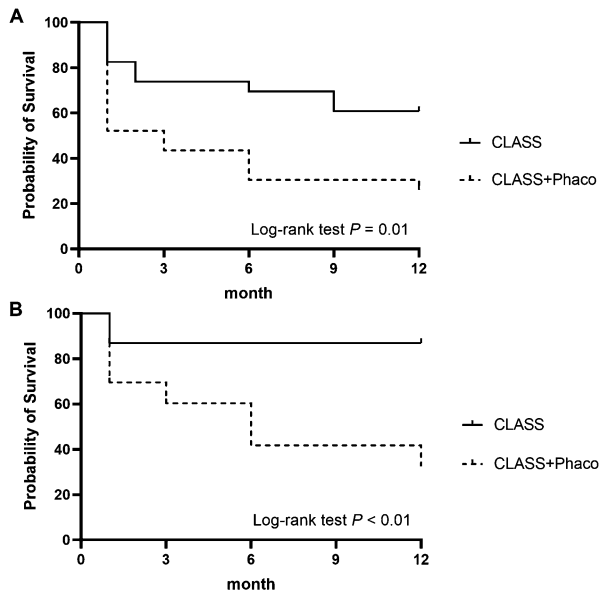 A
Probability of Survival
100
80
60
40
20
0
0 3 6 9 12
month
Log-rank test P = 0.01
CLASS
CLASS+Phaco
B
Probability of Survival
100
80
60
40
20
0
0 3 6 9 12
month
Log-rank test P < 0.01
CLASS
CLASS+Phaco